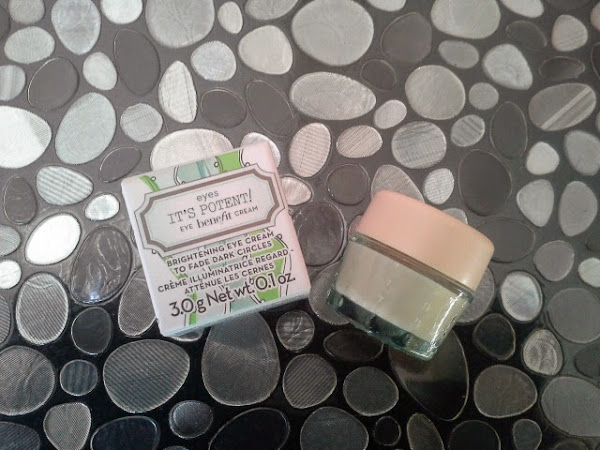 eyes
IT'S POTENT!
EYE benefit CREAM
BRIGHTENING EYE CREAM
TO FADE DARK CIRCLES
CRÈME ILLUMINATRICE REGARD
ATTÉNUE LES CERNES
3.0 g Net wt. 0.1 oz.